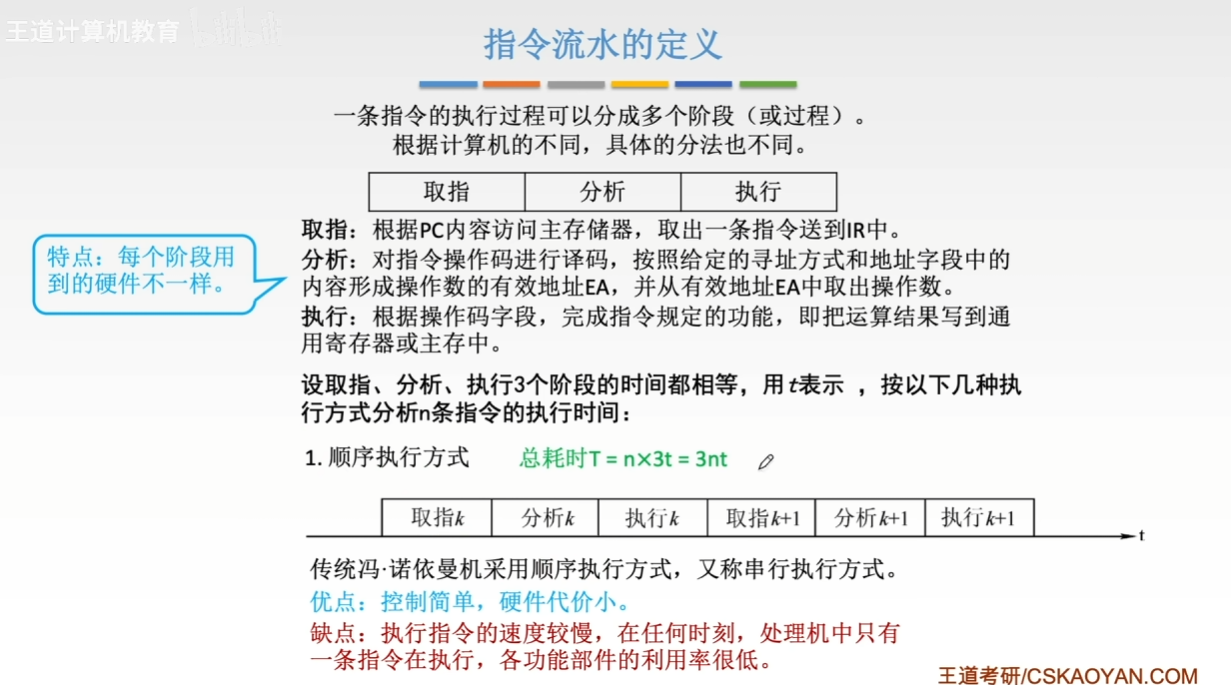 王道计算机教育
指令流水的定义
一条指令的执行过程可以分成多个阶段（或过程）。
根据计算机的不同，具体的分法也不同。
取指 分析 执行
取指：根据PC内容访问主存储器，取出一条指令送到IR中。
特点：每个阶段用
到的硬件不一样。
分析：对指令操作码进行译码，按照给定的寻址方式和地址字段中的
内容形成操作数的有效地址EA，并从有效地址EA中取出操作数。
执行：根据操作码字段，完成指令规定的功能，即把运算结果写到通
用寄存器或主存中。
设取指、分析、执行3个阶段的时间都相等，用t表示 ，按以下几种执
行方式分析n条指令的执行时间：
1. 顺序执行方式 总耗时T = n×3t = 3nt
取指k 分析k 执行k 取指k+1 分析k+1 执行k+1
t
传统冯·诺依曼机采用顺序执行方式，又称串行执行方式。
优点：控制简单，硬件代价小。
缺点：执行指令的速度较慢，在任何时刻，处理机中只有
一条指令在执行，各功能部件的利用率很低。
王道考研/CSKAOYAN.COM